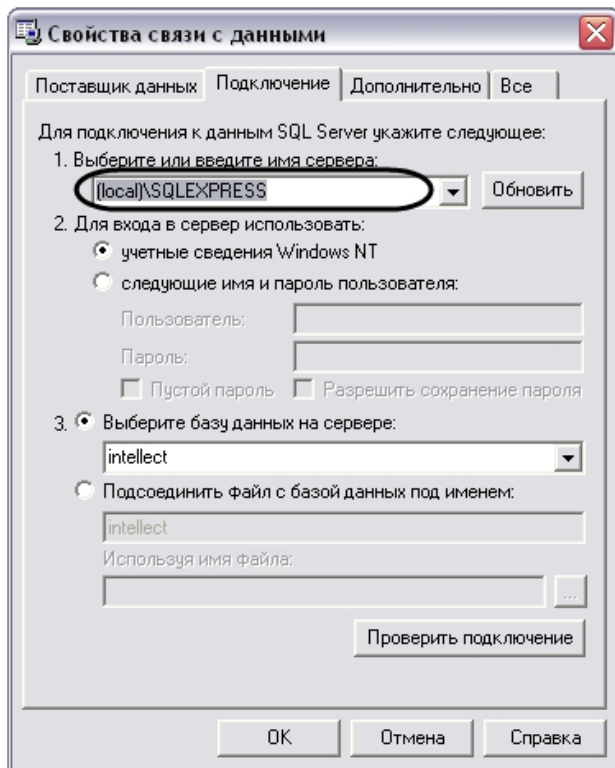 Свойства связи с данными
Поставщик данных Подключение Дополнительно Все
Для подключения к данным SQL Server укажите следующее:
1. Выберите или введите имя сервера:
(local)\SQLEXPRESS Обновить
2. Для входа в сервер использовать:
учетные сведения Windows NT
следующие имя и пароль пользователя:
Пользователь:
Пароль:
Пустой пароль Разрешить сохранение пароля
3. Выберите базу данных на сервере:
intellect
Подсоединить файл с базой данных под именем:
intellect
Используя имя файла:
...
Проверить подключение
OK Отмена Справка